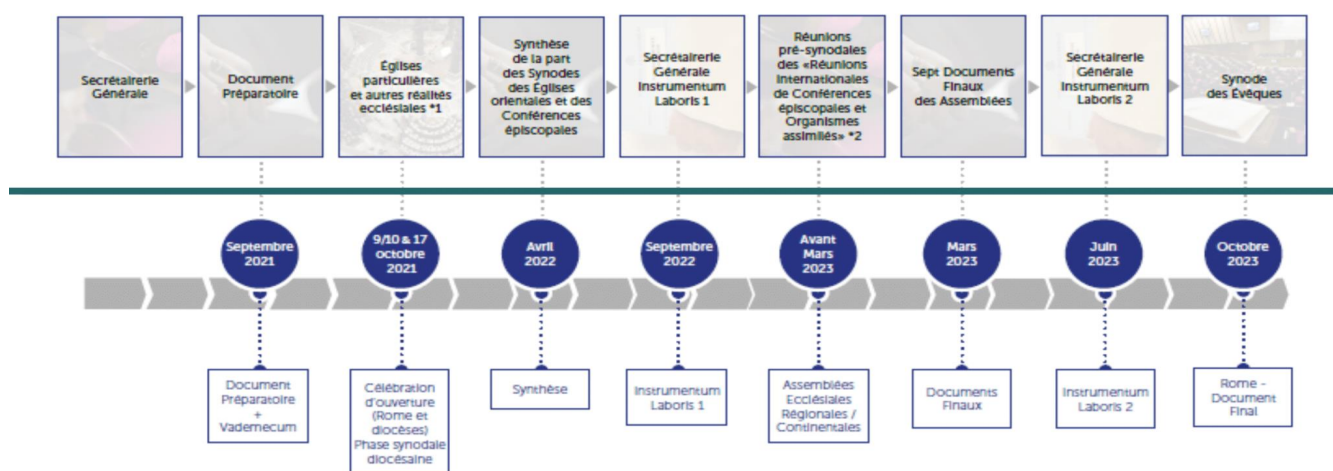 Secrétairerie
Générale
Document
Préparatoire
Églises
particulières
et autres réalités
ecclésiales *1
Synthèse
de la part
des Synodes
des Églises
orientales et des
Conférences
épiscopales
Secrétairerie
Générale
Instrumentum
Laboris 1
Réunions
pré-synodales
des «Réunions
Internationales
de Conférences
épiscopales et
Organismes
assimilés» *2
Sept Documents
Finaux
des Assemblées
Secrétairerie
Générale
Instrumentum
Laboris 2
Synode
des Évêques
Septembre
2021
9/10 & 17
octobre
2021
Avril
2022
Septembre
2022
Avant
Mars
2023
Mars
2023
Juin
2023
Octobre
2023
Document
Préparatoire
+
Vademecum
Célébration
d'ouverture
(Rome et
diocèses)
Phase synodale
diocésaine
Synthèse
Instrumentum
Laboris 1
Assemblées
Ecclésiales
Régionales /
Continentales
Documents
Finaux
Instrumentum
Laboris 2
Rome -
Document
Final